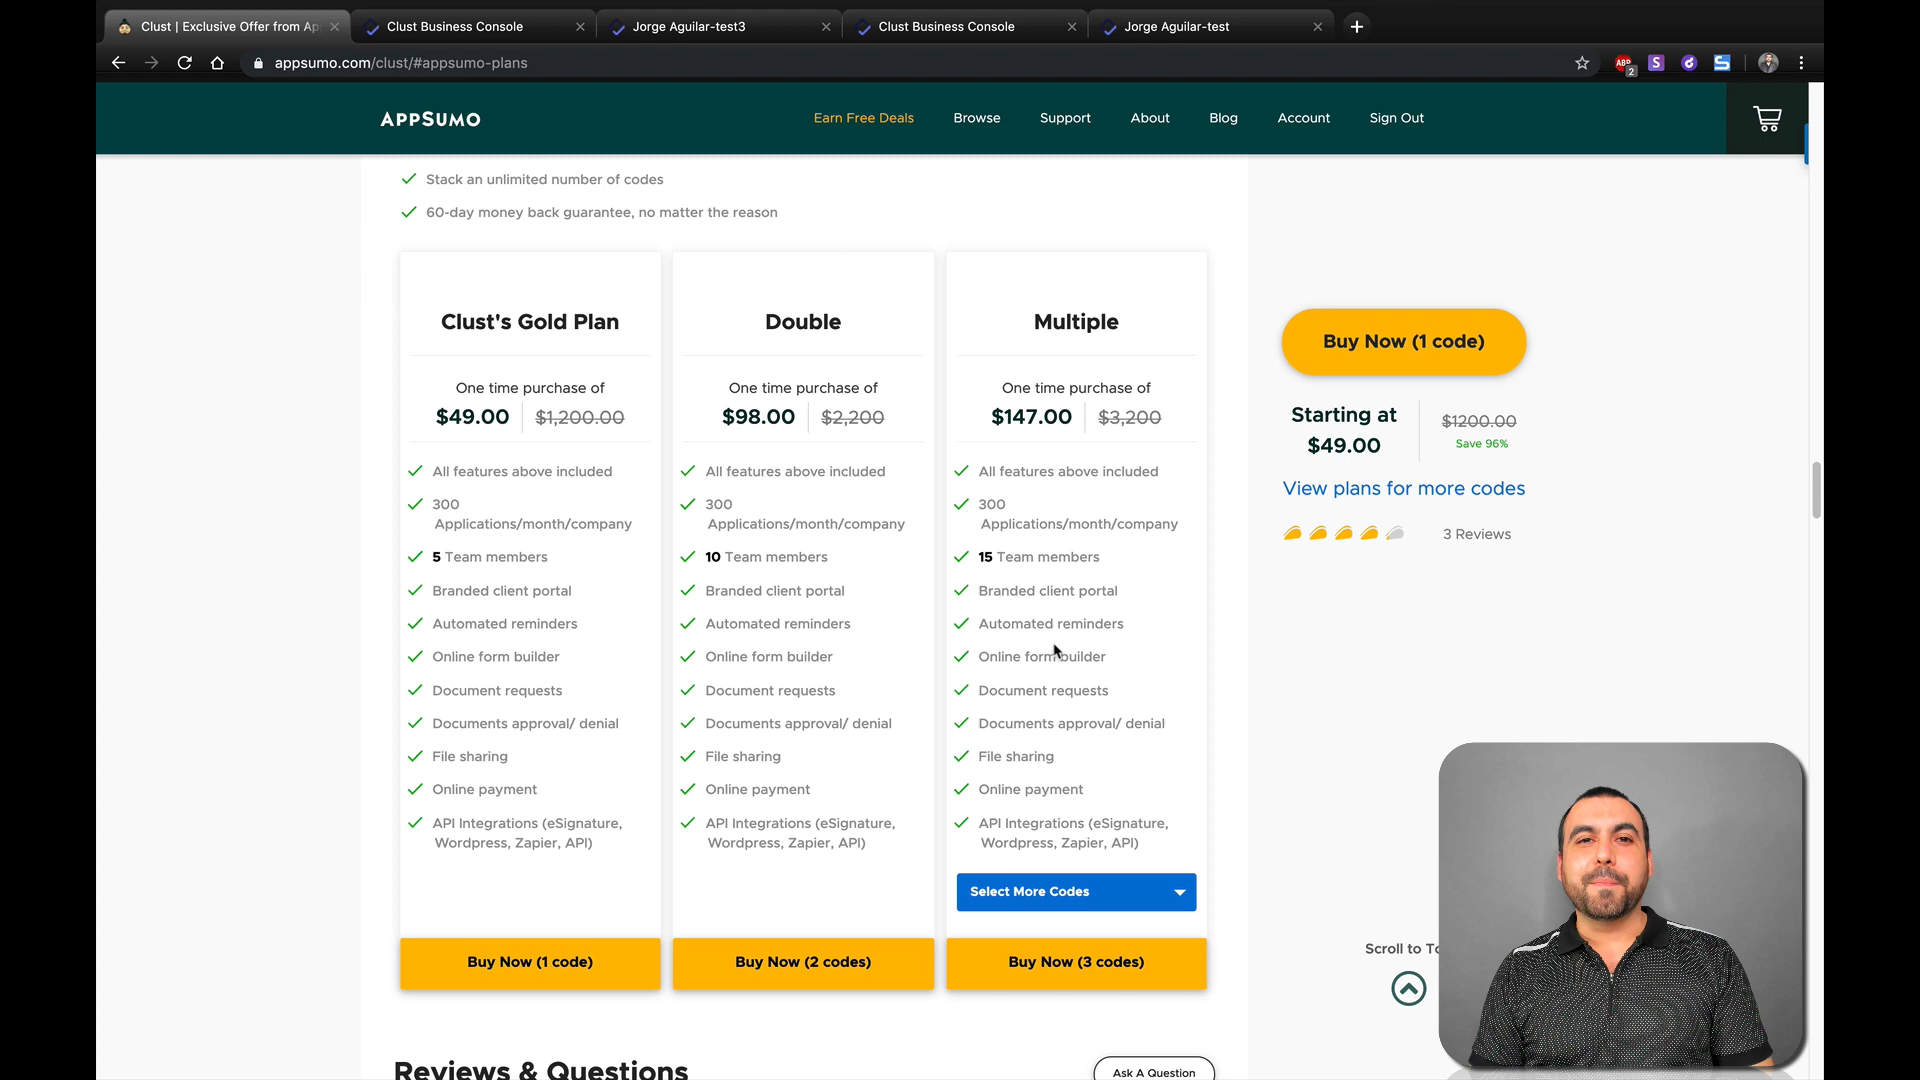 Clust | Exclusive Offer from Ap
Clust Business Console
Jorge Aguilar-test3
Clust Business Console
Jorge Aguilar-test
appsumo.com/clust/#appsumo-plans
ABP
2
S
APPSUMO
Earn Free Deals
Browse
Support
About
Blog
Account
Sign Out
Stack an unlimited number of codes
60-day money back guarantee, no matter the reason
Clust's Gold Plan
One time purchase of
$49.00 $1,200.00
All features above included
300
Applications/month/company
5 Team members
Branded client portal
Automated reminders
Online form builder
Document requests
Documents approval/ denial
File sharing
Online payment
API Integrations (eSignature,
Wordpress, Zapier, API)
Buy Now (1 code)
Double
One time purchase of
$98.00 $2,200
All features above included
300
Applications/month/company
10 Team members
Branded client portal
Automated reminders
Online form builder
Document requests
Documents approval/ denial
File sharing
Online payment
API Integrations (eSignature,
Wordpress, Zapier, API)
Buy Now (2 codes)
Multiple
One time purchase of
$147.00 $3,200
All features above included
300
Applications/month/company
15 Team members
Branded client portal
Automated reminders
Online form builder
Document requests
Documents approval/ denial
File sharing
Online payment
API Integrations (eSignature,
Wordpress, Zapier, API)
Select More Codes
Buy Now (3 codes)
Buy Now (1 code)
Starting at
$49.00
$1200.00
Save 96%
View plans for more codes
3 Reviews
Scroll to To
Reviews & Questions
Ask A Question